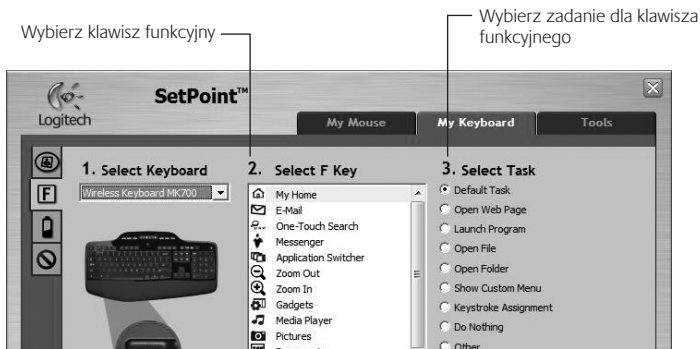 Wybierz klawisz funkcyjny
Wybierz zadanie dla klawisza
funkcyjnego
Logitech
SetPoint™
My Mouse
My Keyboard
Tools
1. Select Keyboard
Wireless Keyboard MK700
2. Select F Key
My Home
E-Mail
One-Touch Search
Messenger
Application Switcher
Zoom Out
Zoom In
Gadgets
Media Player
Pictures
3. Select Task
Default Task
Open Web Page
Launch Program
Open File
Open Folder
Show Custom Menu
Keystroke Assignment
Do Nothing
Other